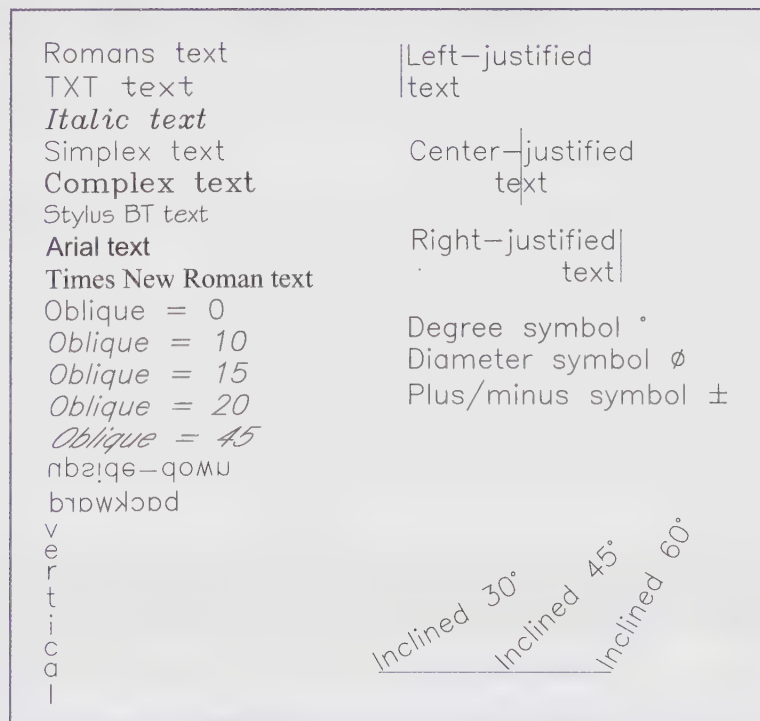 Romans text
TXT text
Italic text
Simplex text
Complex text
Stylus BT text
Arial text
Times New Roman text
Oblique = 0
Oblique = 10
Oblique = 15
Oblique = 20
Oblique = 45
upside-down
backward
vertical
Left-justified
text
Center-justified
text
Right-justified
text
Degree symbol °
Diameter symbol ø
Plus/minus symbol ±
Inclined 30°
Inclined 45°
Inclined 60°